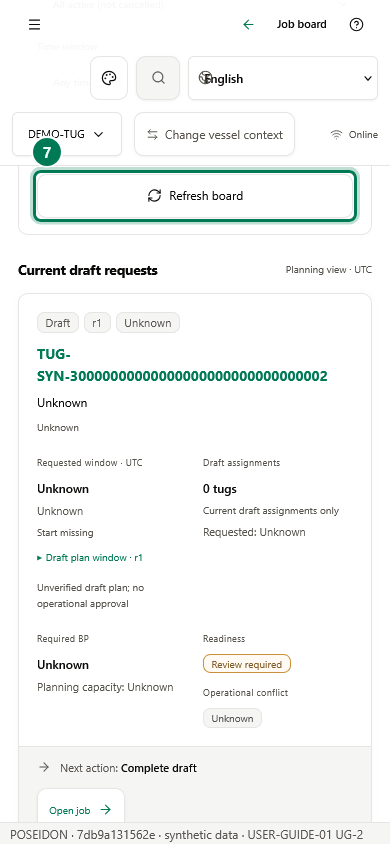 Job board
English
DEMO-TUG
Change vessel context
Online
7
Refresh board
Current draft requests
Planning view · UTC
Draft
r1
Unknown
TUG-
SYN-30000000000000000000000000000002
Unknown
Unknown
Requested window · UTC
Draft assignments
Unknown
0 tugs
Unknown
Current draft assignments only
Start missing
Requested: Unknown
▸ Draft plan window · r1
Unverified draft plan; no
operational approval
Required BP
Readiness
Unknown
Review required
Planning capacity: Unknown
Operational conflict
Unknown
Next action: Complete draft
Open job
POSEIDON · 7db9a131562e · synthetic data · USER-GUIDE-01 UG-2